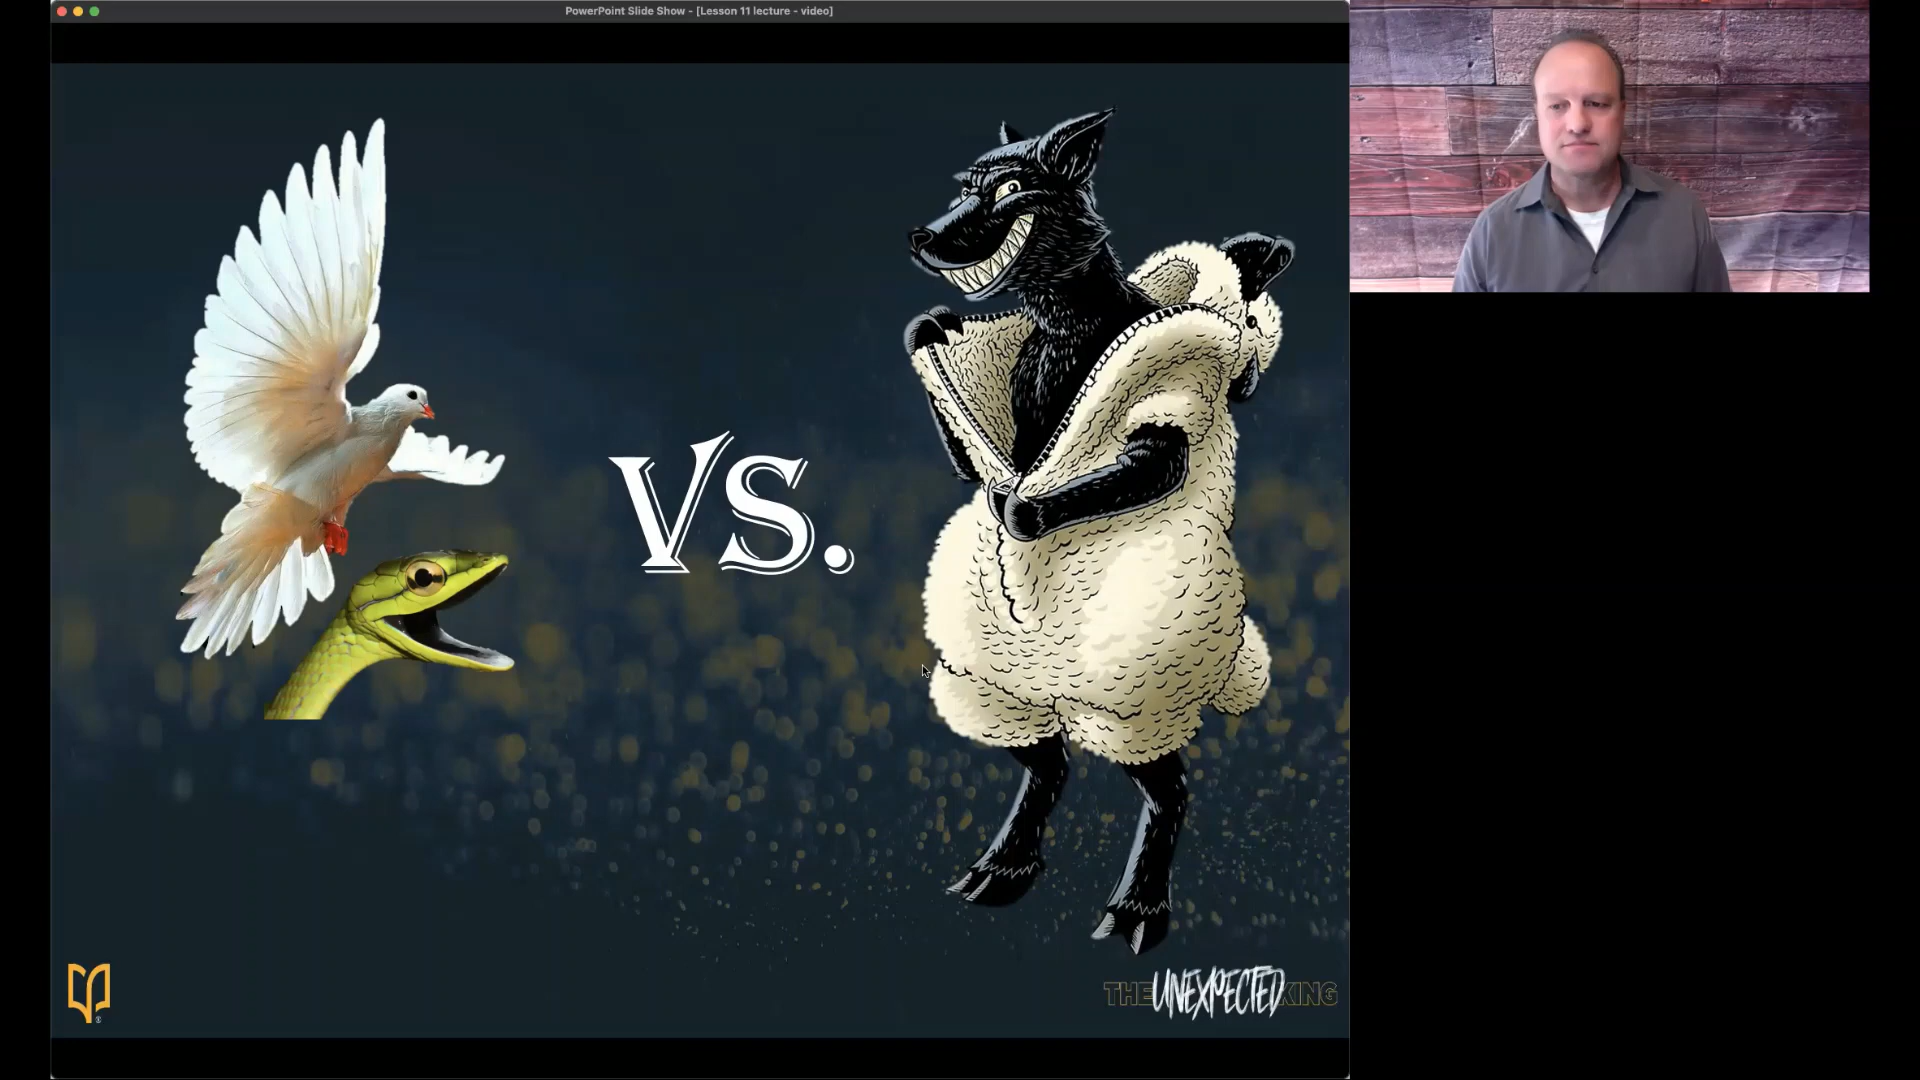 PowerPoint Slide Show - [Lesson 11 lecture - video]
VS.
THE UNEXPECTED KING